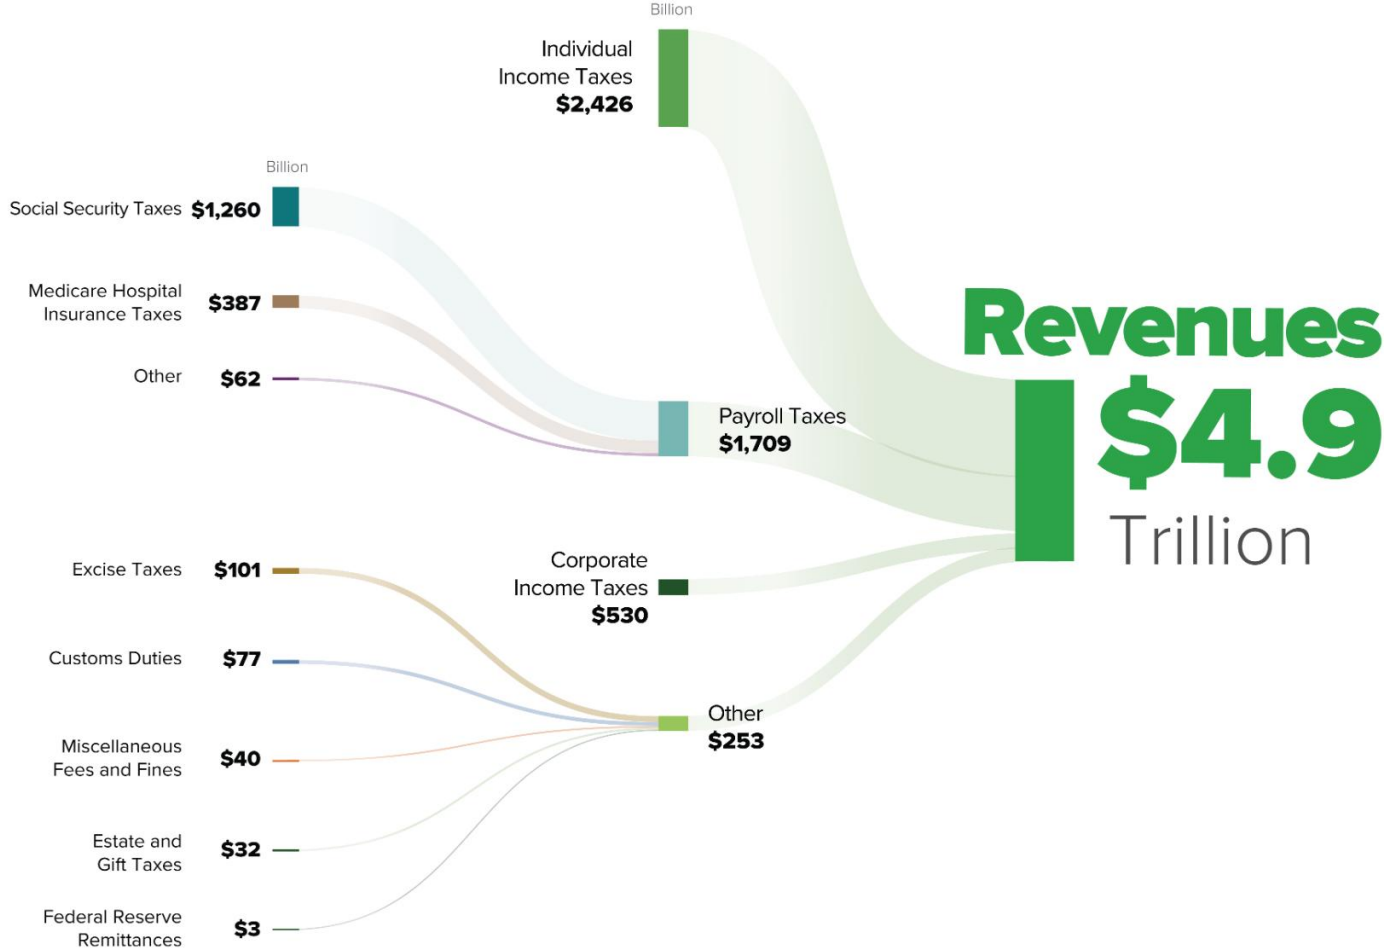 Billion
Individual
Income Taxes
$2,426
Billion
Social Security Taxes $1,260
Medicare Hospital
Insurance Taxes
$387
Other $62
Payroll Taxes
$1,709
Revenues
$4.9
Trillion
Excise Taxes $101
Corporate
Income Taxes
$530
Customs Duties $77
Other
$253
Miscellaneous
Fees and Fines
$40
Estate and
Gift Taxes
$32
Federal Reserve
Remittances
$3